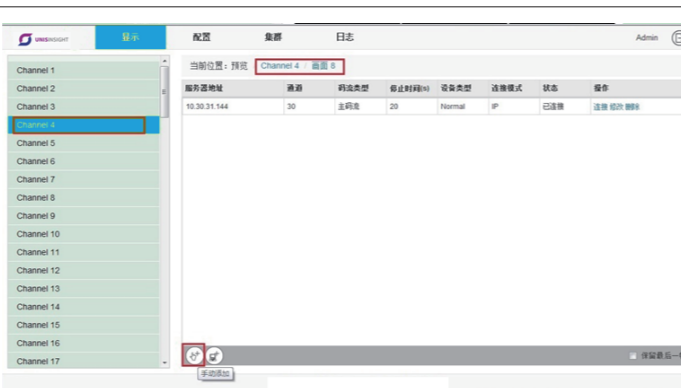 UNISINSIGHT 显示 配置 集群 日志 Admin
当前位置：预览 Channel 4 / 画面 8
服务器地址 通道 码流类型 停止时间(s) 设备类型 连接模式 状态 操作
10.30.31.144 30 主码流 20 Normal IP 已连接 连接 修改 删除
Channel 1
Channel 2
Channel 3
Channel 4
Channel 5
Channel 6
Channel 7
Channel 8
Channel 9
Channel 10
Channel 11
Channel 12
Channel 13
Channel 14
Channel 15
Channel 16
Channel 17
保留最后一
手动添加